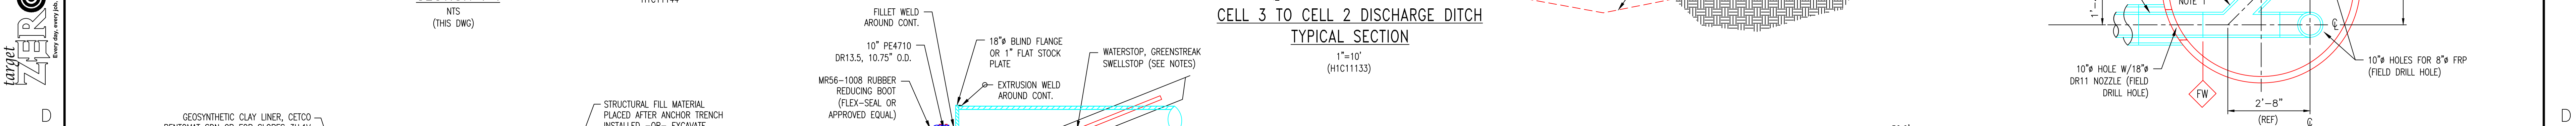 target
ZERO
Every day, every job,
D
NTS
(THIS DWG)
H1C11144
GEOSYNTHETIC CLAY LINER, CETCO
STRUCTURAL FILL MATERIAL
PLACED AFTER ANCHOR TRENCH
INSTALLED -OR- EXCAVATE
FILLET WELD
AROUND CONT.
10" PE4710
DR13.5, 10.75" O.D.
MR56-1008 RUBBER
REDUCING BOOT
(FLEX-SEAL OR
APPROVED EQUAL)
18"ø BLIND FLANGE
OR 1" FLAT STOCK
PLATE
EXTRUSION WELD
AROUND CONT.
WATERSTOP, GREENSTREAK
SWELLSTOP (SEE NOTES)
CELL 3 TO CELL 2 DISCHARGE DITCH
TYPICAL SECTION
1"=10'
(H1C11133)
NOTE 1
10"ø HOLE W/18"ø
DR11 NOZZLE (FIELD
DRILL HOLE)
FW
2'-8"
(REF)
10"ø HOLES FOR 8"ø FRP
(FIELD DRILL HOLE)
D